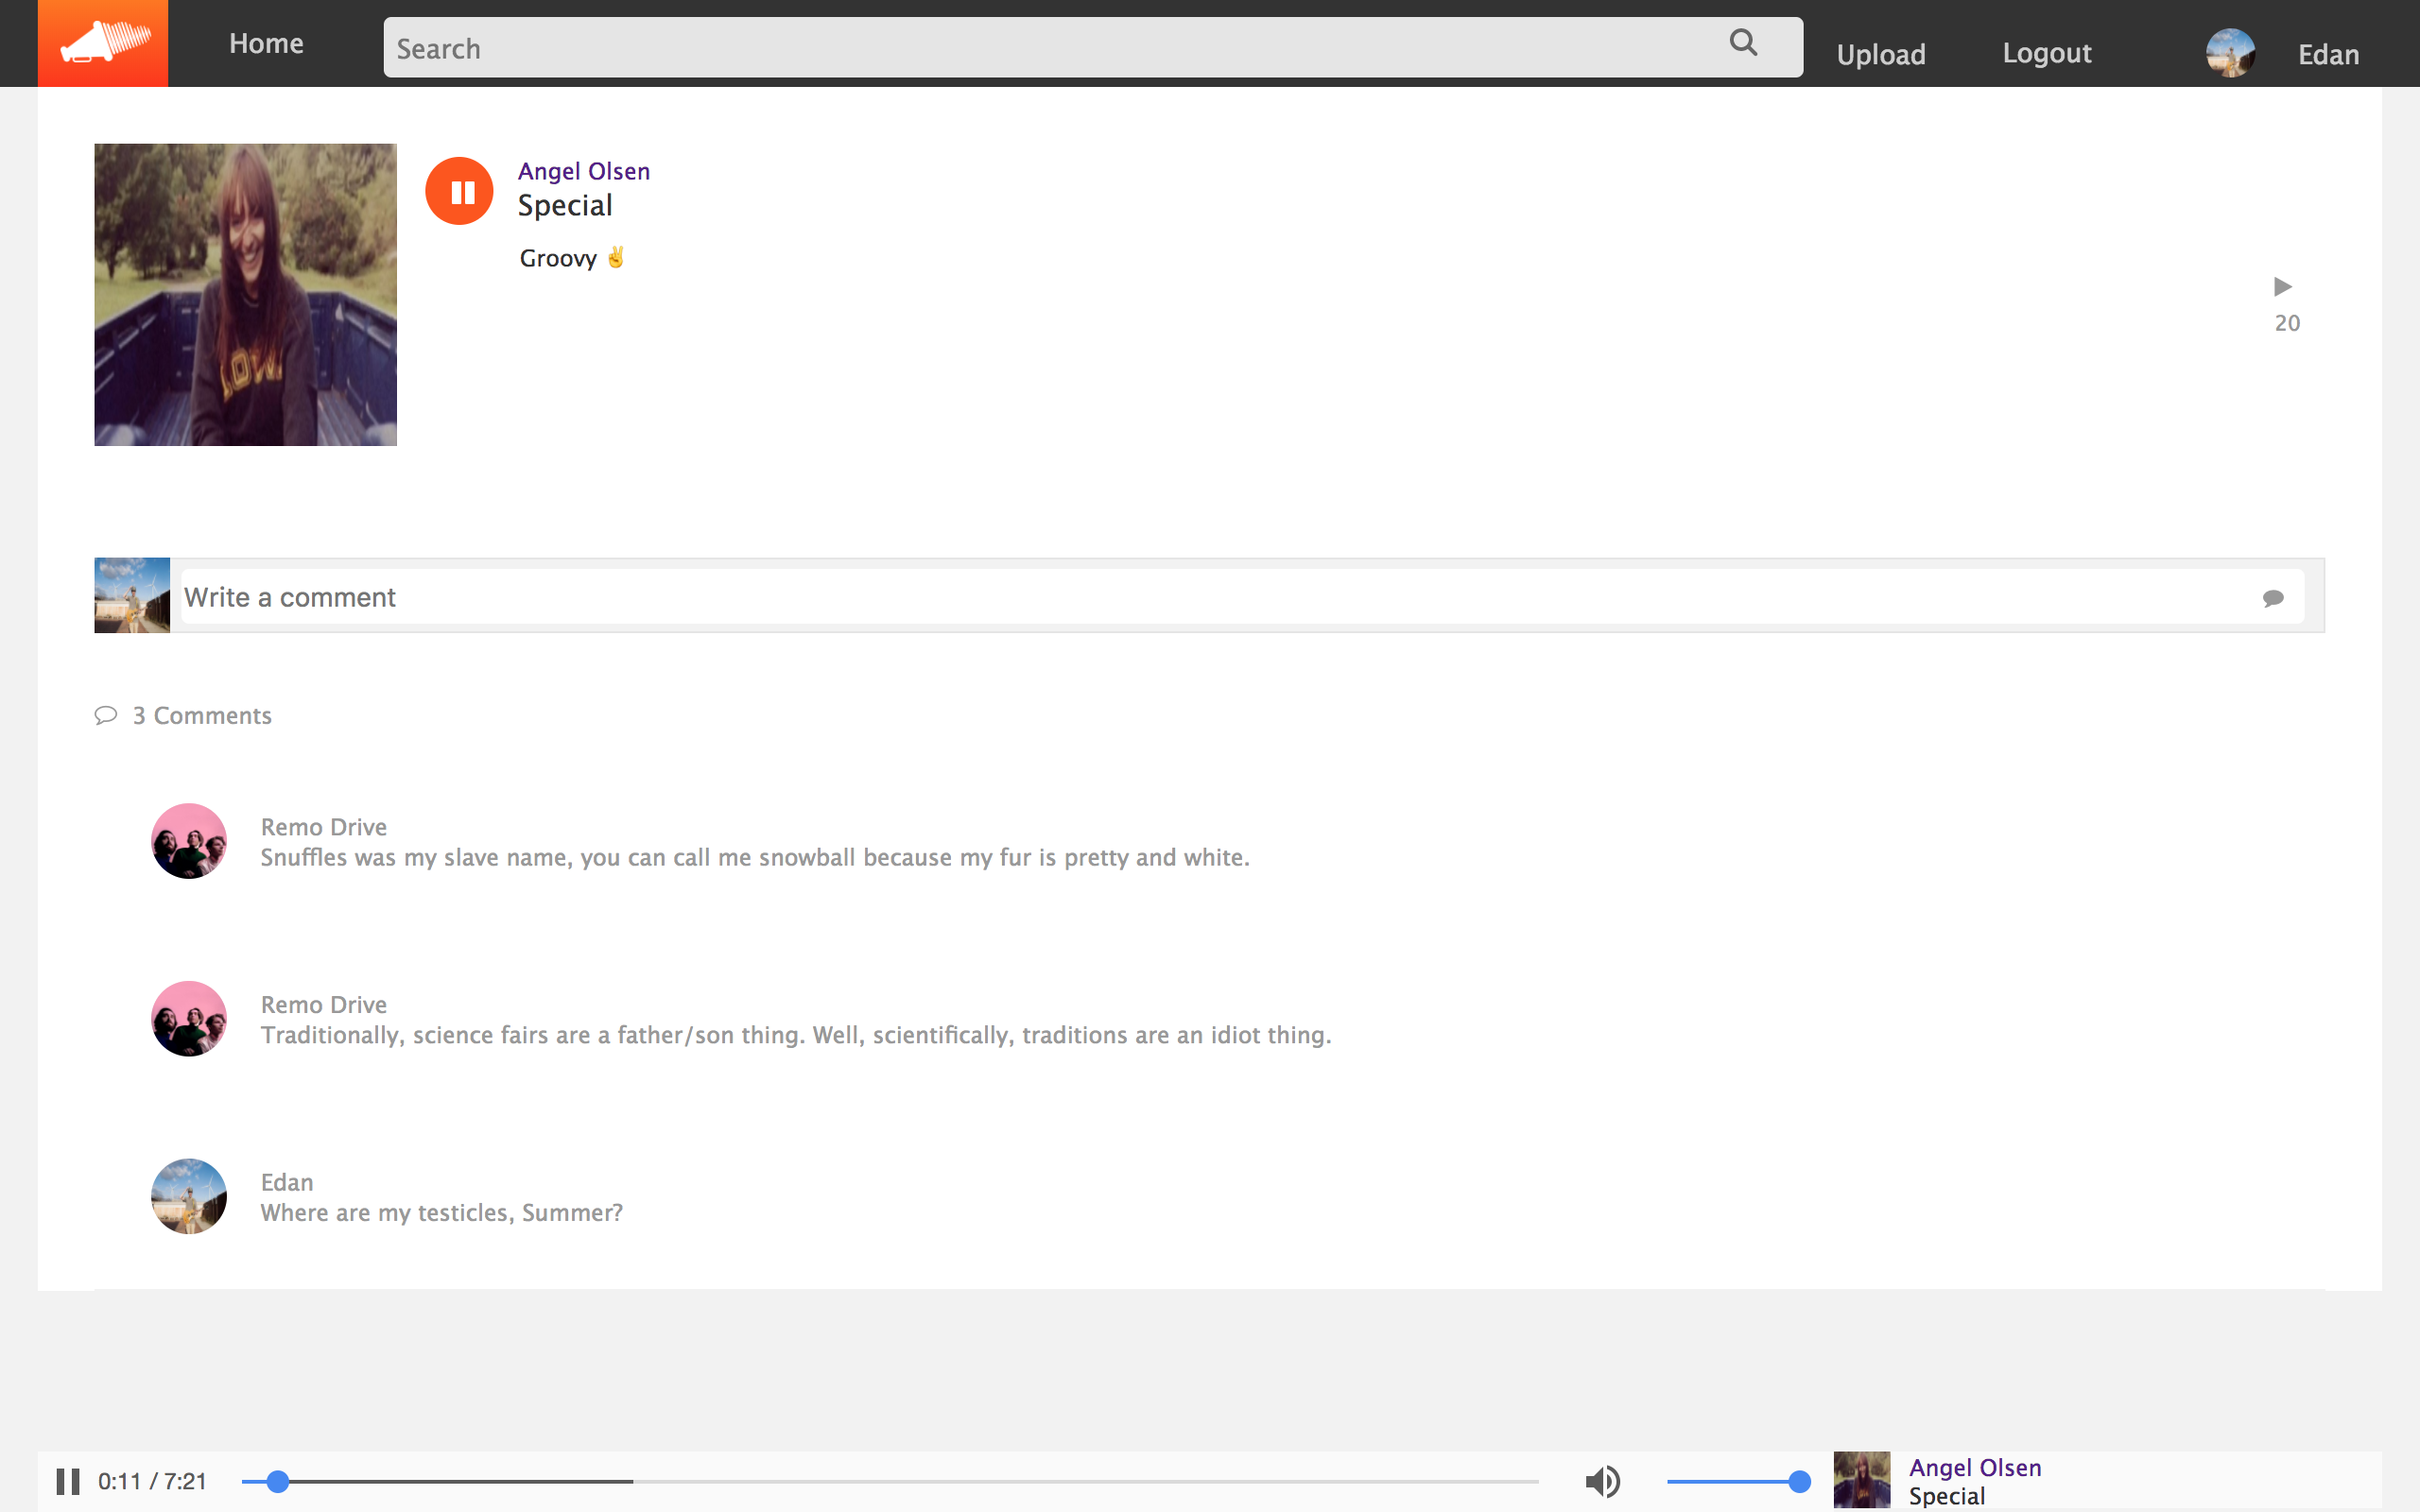 Home
Search
Upload
Logout
Edan
Angel Olsen
Special
Groovy ✌
20
IOWA
Write a comment
3 Comments
Remo Drive
Snuffles was my slave name, you can call me snowball because my fur is pretty and white.
Remo Drive
Traditionally, science fairs are a father/son thing. Well, scientifically, traditions are an idiot thing.
Edan
Where are my testicles, Summer?
0:11 / 7:21
Angel Olsen
Special